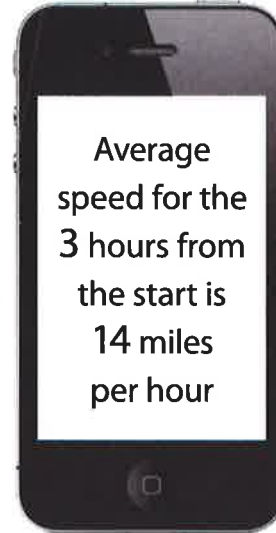 Average
speed for the
3 hours from
the start is
14 miles
per hour